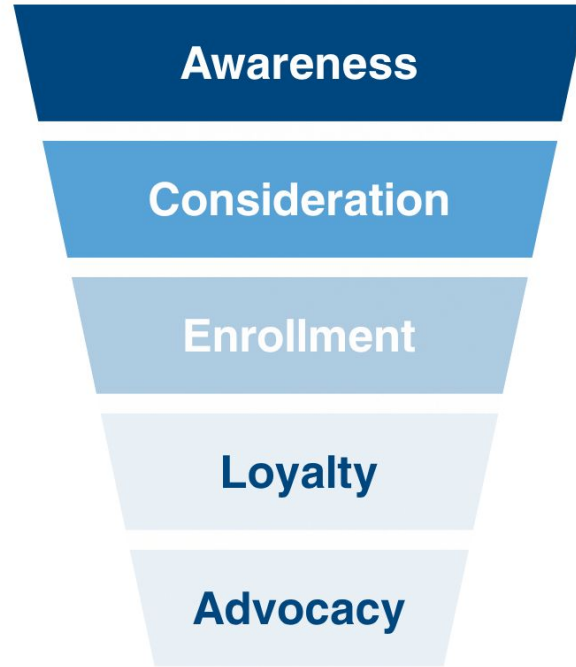 Awareness
Consideration
Enrollment
Loyalty
Advocacy